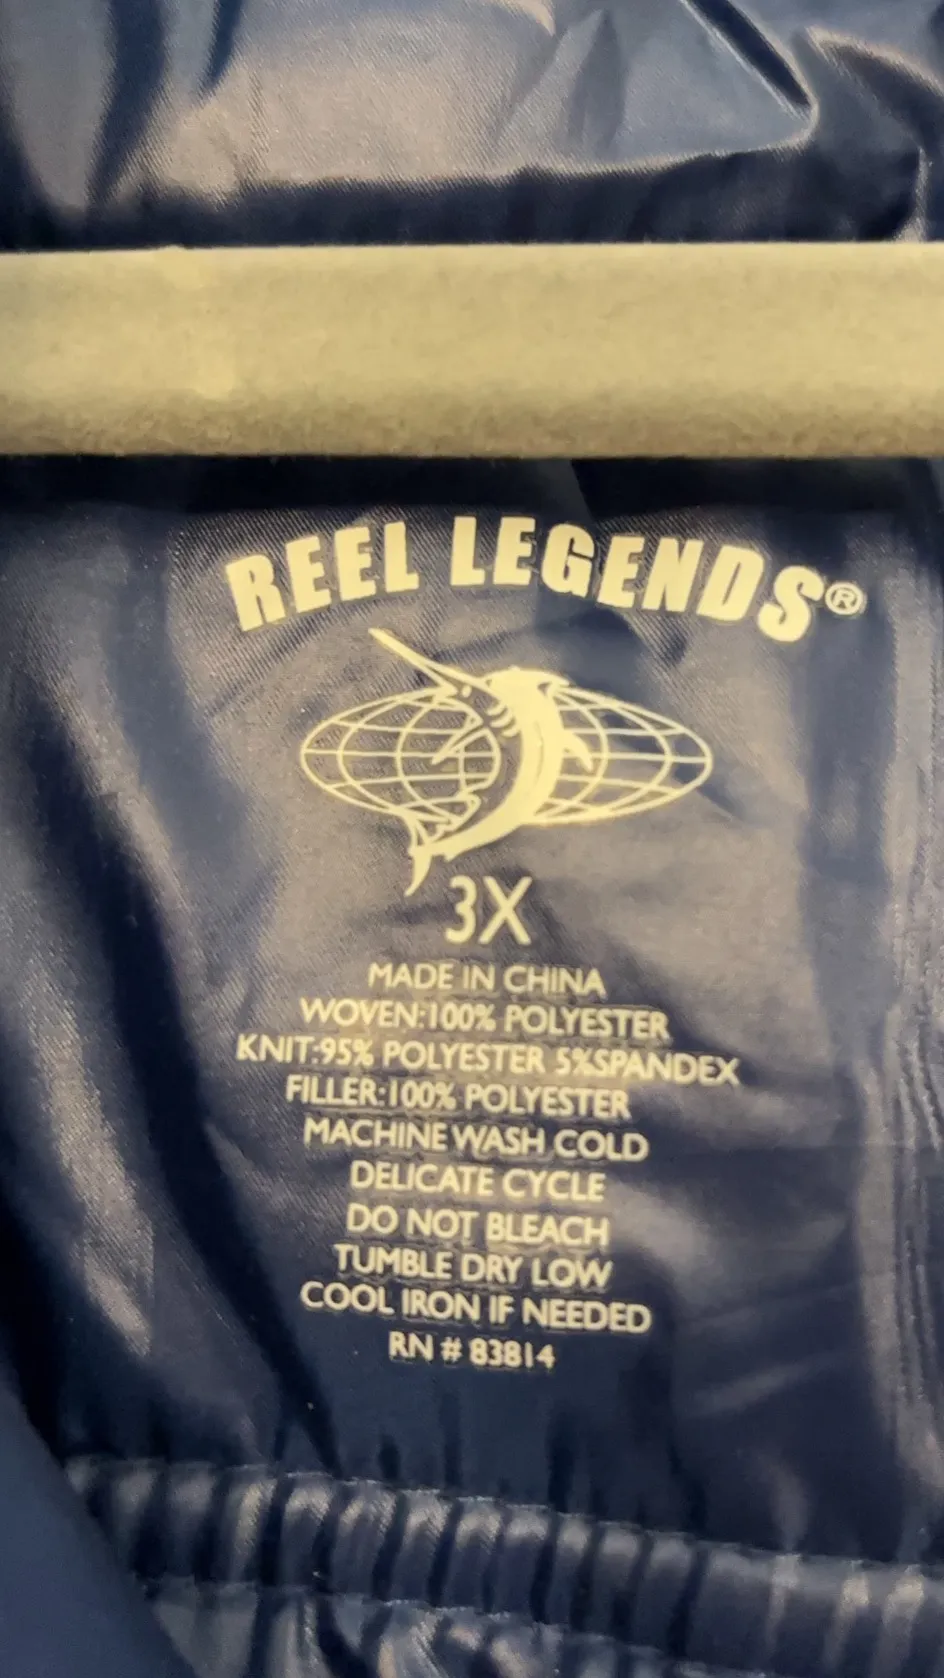 REEL LEGENDS®
3X
MADE IN CHINA
WOVEN:100% POLYESTER
KNIT:95% POLYESTER 5%SPANDEX
FILLER:100% POLYESTER
MACHINE WASH COLD
DELICATE CYCLE
DO NOT BLEACH
TUMBLE DRY LOW
COOL IRON IF NEEDED
RN # 83814